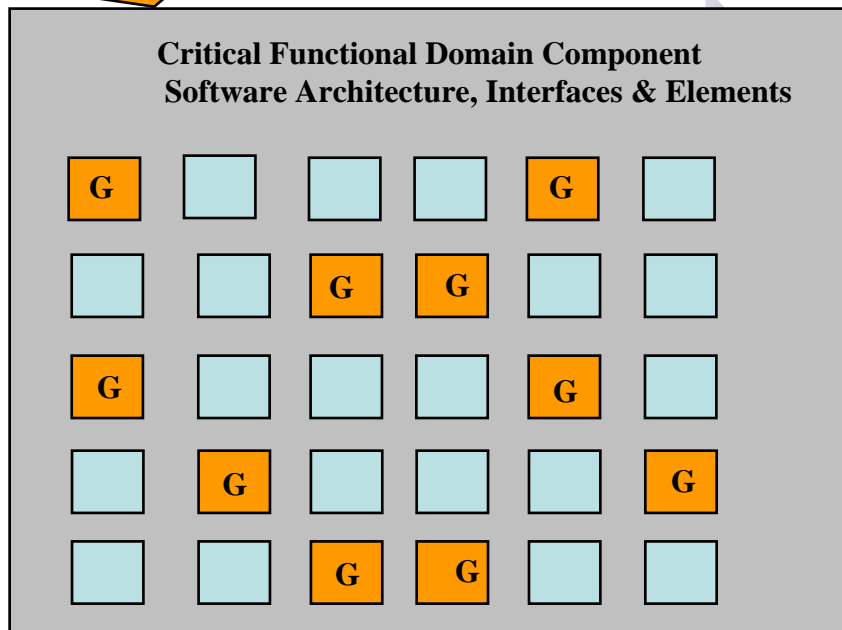 Critical Functional Domain Component
Software Architecture, Interfaces & Elements
G G
G G
G G
G G
G G